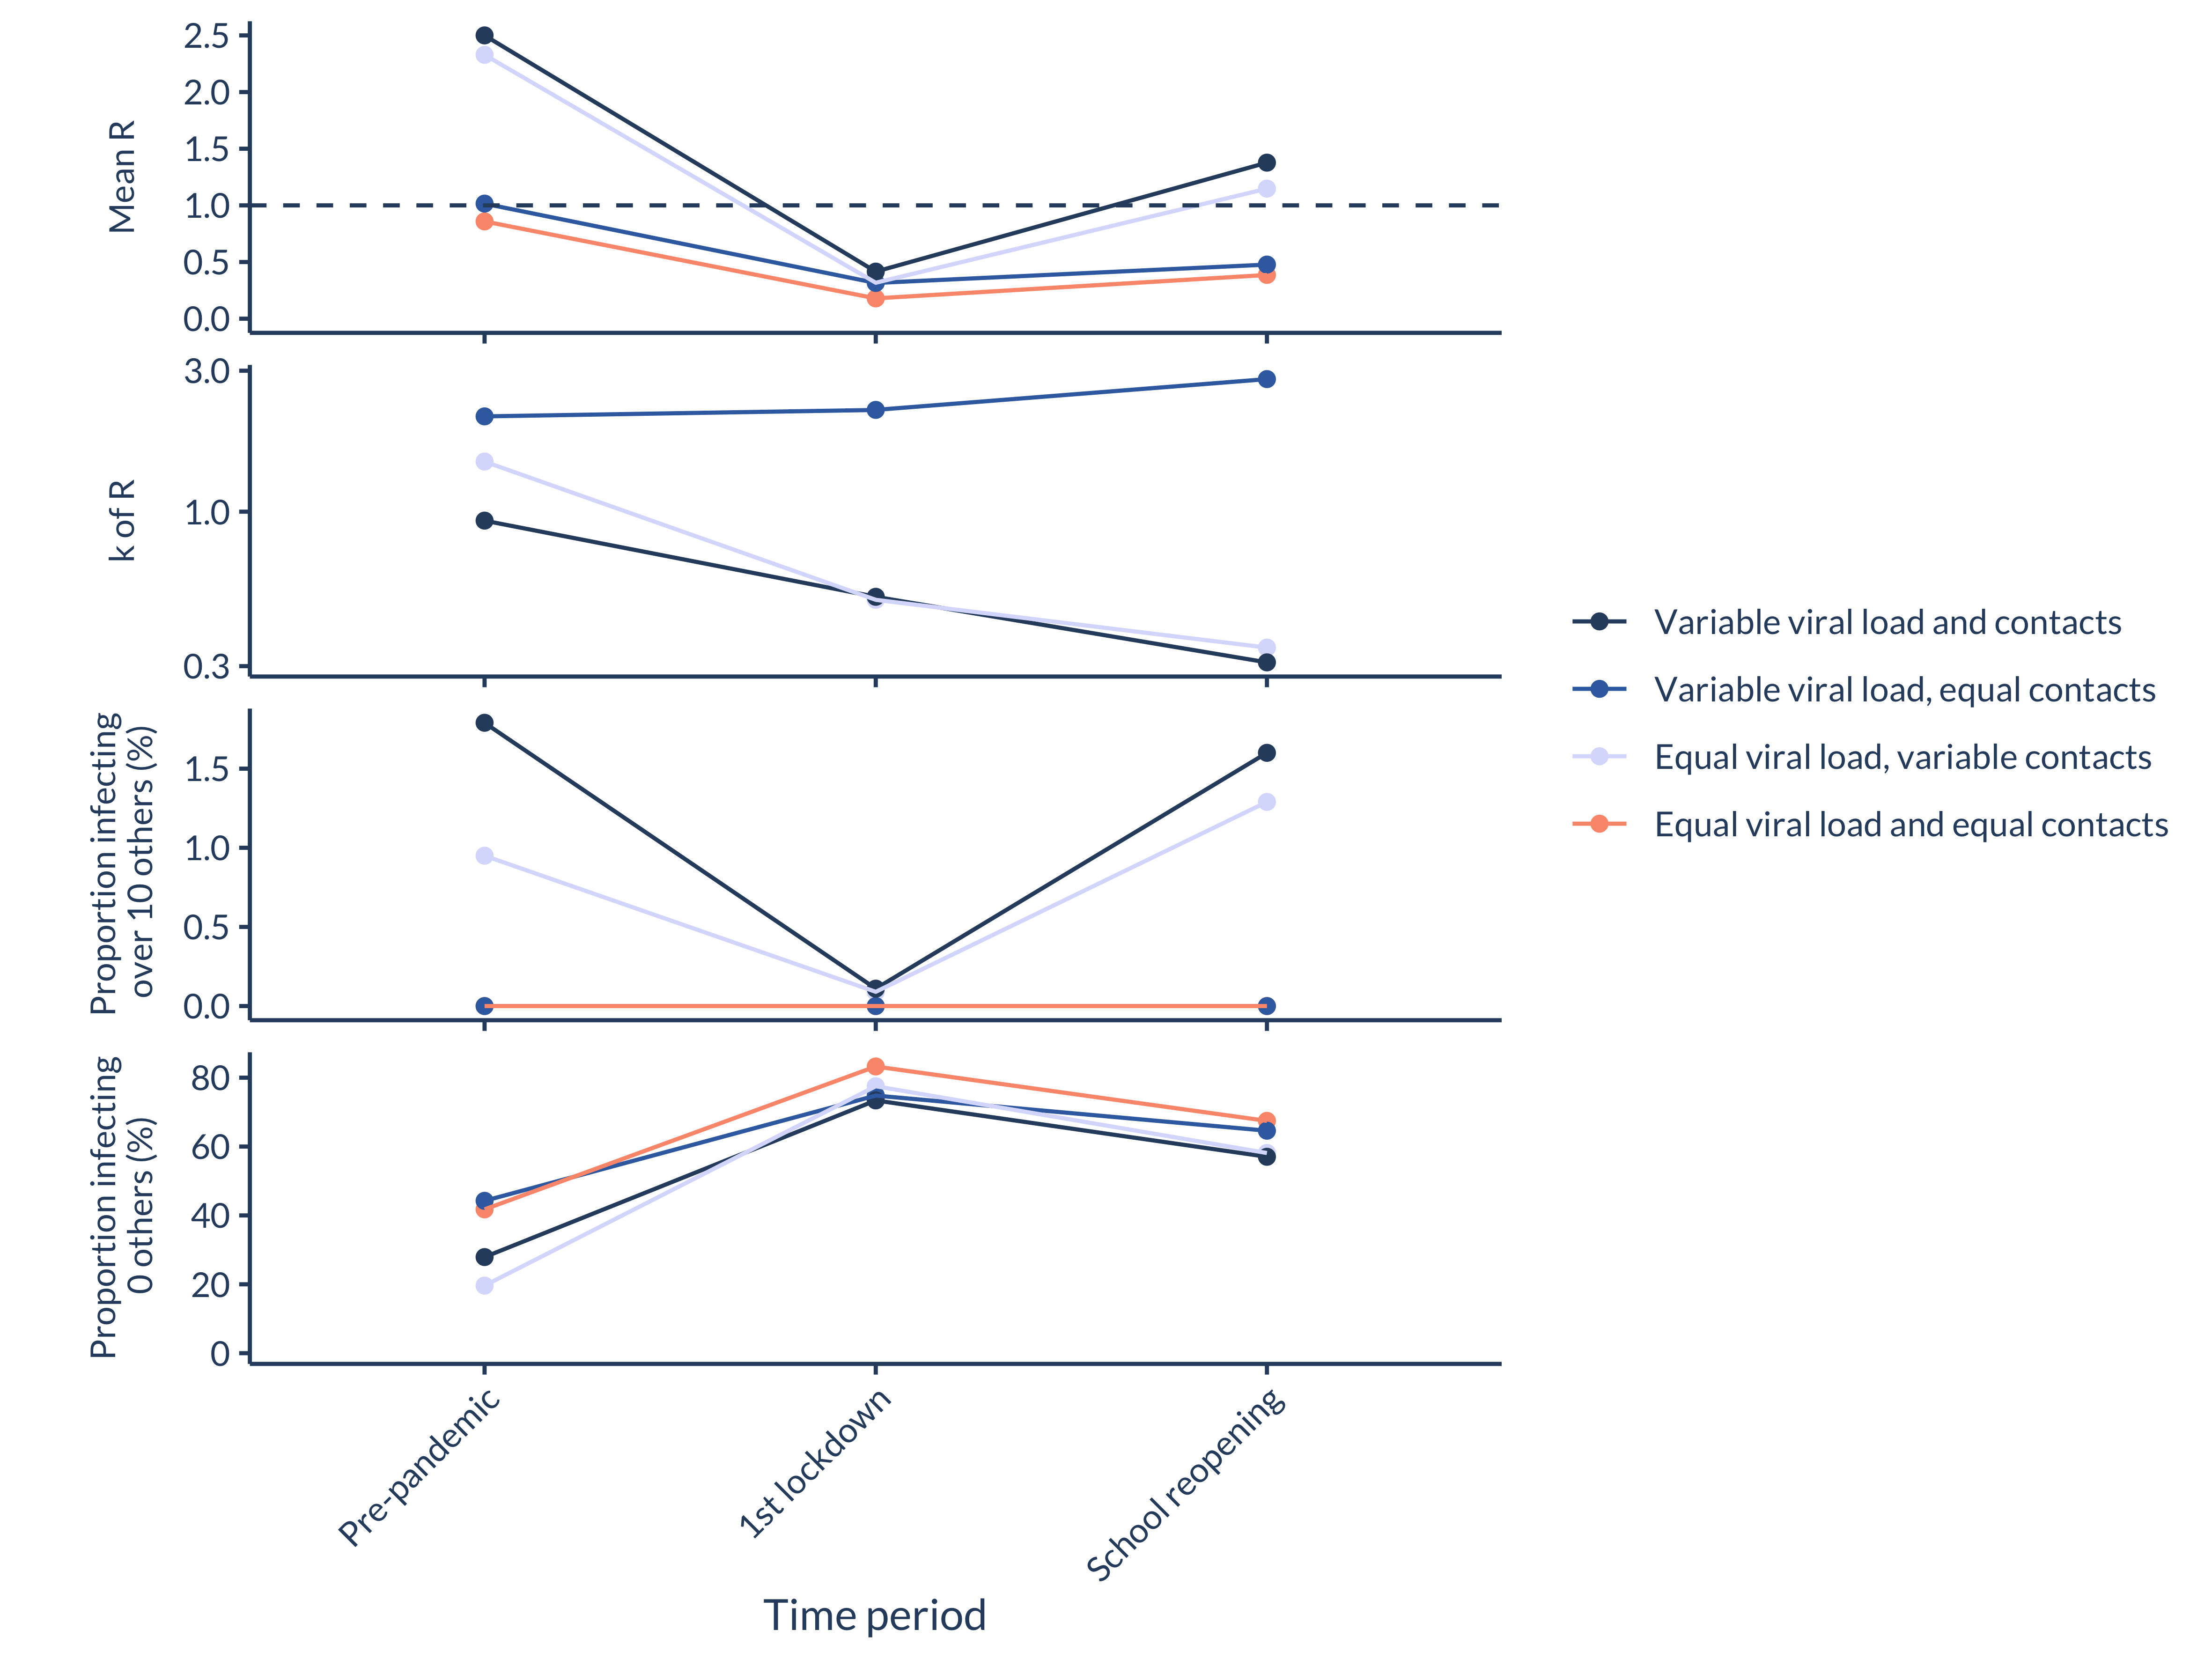 Mean R
2.5
2.0
1.5
1.0
0.5
0.0
k of R
3.0
1.0
0.3
Proportion infecting
over 10 others (%)
1.5
1.0
0.5
0.0
Proportion infecting
0 others (%)
80
60
40
20
0
Pre-pandemic
1st lockdown
School reopening
Time period
Variable viral load and contacts
Variable viral load, equal contacts
Equal viral load, variable contacts
Equal viral load and equal contacts